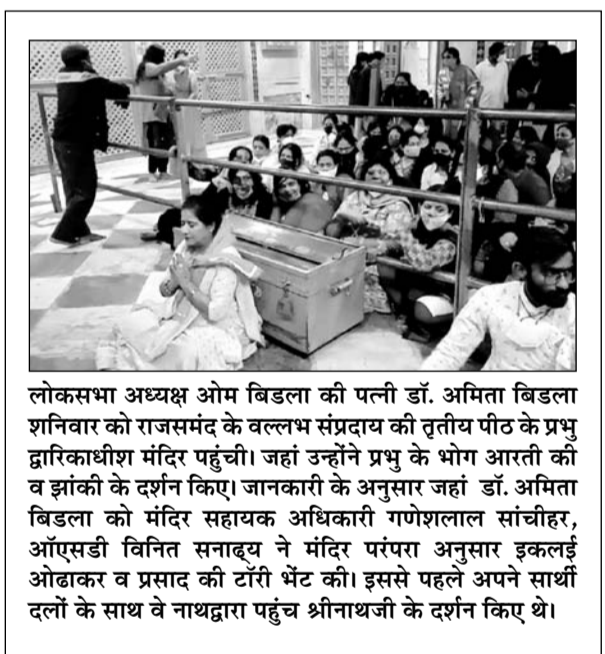 लोकसभा अध्यक्ष ओम बिडला की पत्नी डॉ. अमिता बिडला
शनिवार को राजसमंद के वल्लभ संप्रदाय की तृतीय पीठ के प्रभु
द्वारिकाधीश मंदिर पहुंची। जहां उन्होंने प्रभु के भोग आरती की
व झांकी के दर्शन किए। जानकारी के अनुसार जहां डॉ. अमिता
बिडला को मंदिर सहायक अधिकारी गणेशलाल सांचीहर,
ऑएसडी विनित सनाढ्य ने मंदिर परंपरा अनुसार इकलई
ओढाकर व प्रसाद की टॉरी भेंट की। इससे पहले अपने सार्थी
दलों के साथ वे नाथद्वारा पहुंच श्रीनाथजी के दर्शन किए थे।